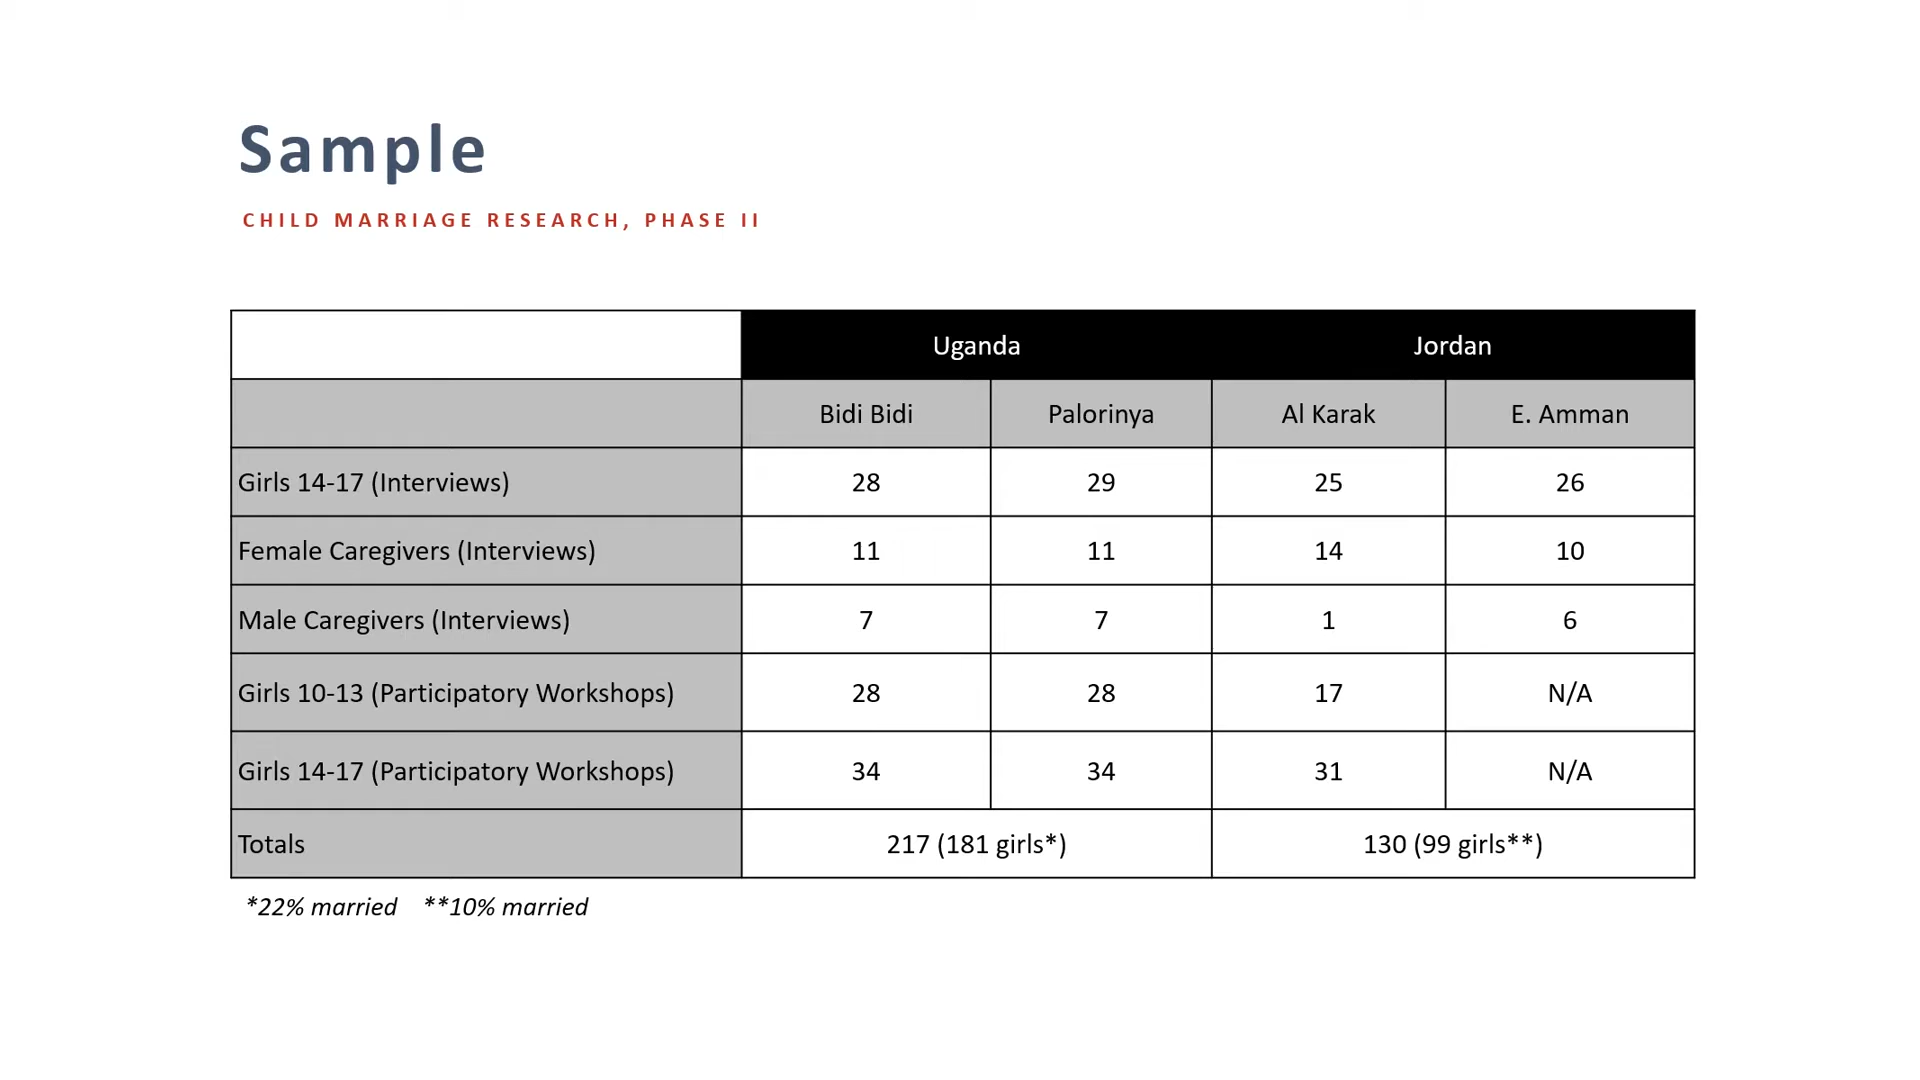 Sample
CHILD MARRIAGE RESEARCH, PHASE II
Uganda Jordan
Bidi Bidi Palorinya Al Karak E. Amman
Girls 14-17 (Interviews) 28 29 25 26
Female Caregivers (Interviews) 11 11 14 10
Male Caregivers (Interviews) 7 7 1 6
Girls 10-13 (Participatory Workshops) 28 28 17 N/A
Girls 14-17 (Participatory Workshops) 34 34 31 N/A
Totals 217 (181 girls*) 130 (99 girls**)
*22% married **10% married